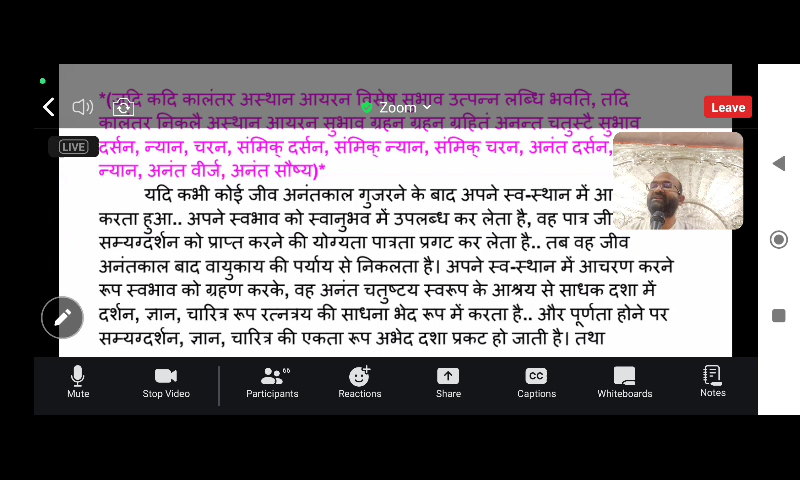 *(यदि कदि कालंतर अस्थान आयरन विसेष सुभाव उत्पन्न लब्धि भवति, तदि
Zoom
Leave
कालंतर निकलै अस्थान आयरन सुभाव ग्रहन ग्रहन ग्रहितं अनन्त चतुस्टै सुभाव
LIVE
दर्सन, न्यान, चरन, संमिक् दर्सन, संमिक् न्यान, संमिक् चरन, अनंत दर्सन,
न्यान, अनंत वीर्ज, अनंत सौष्य)*
यदि कभी कोई जीव अनंतकाल गुजरने के बाद अपने स्व-स्थान में आ
करता हुआ.. अपने स्वभाव को स्वानुभव में उपलब्ध कर लेता है, वह पात्र जी
सम्यग्दर्शन को प्राप्त करने की योग्यता पात्रता प्रगट कर लेता है.. तब वह जीव
अनंतकाल बाद वायुकाय की पर्याय से निकलता है। अपने स्व-स्थान में आचरण करने
रूप स्वभाव को ग्रहण करके, वह अनंत चतुष्टय स्वरूप के आश्रय से साधक दशा में
दर्शन, ज्ञान, चारित्र रूप रत्नत्रय की साधना भेद रूप में करता है.. और पूर्णता होने पर
सम्यग्दर्शन, ज्ञान, चारित्र की एकता रूप अभेद दशा प्रकट हो जाती है। तथा
66
Mute
Stop Video
Participants
Reactions
Share
CC
Captions
Whiteboards
Notes